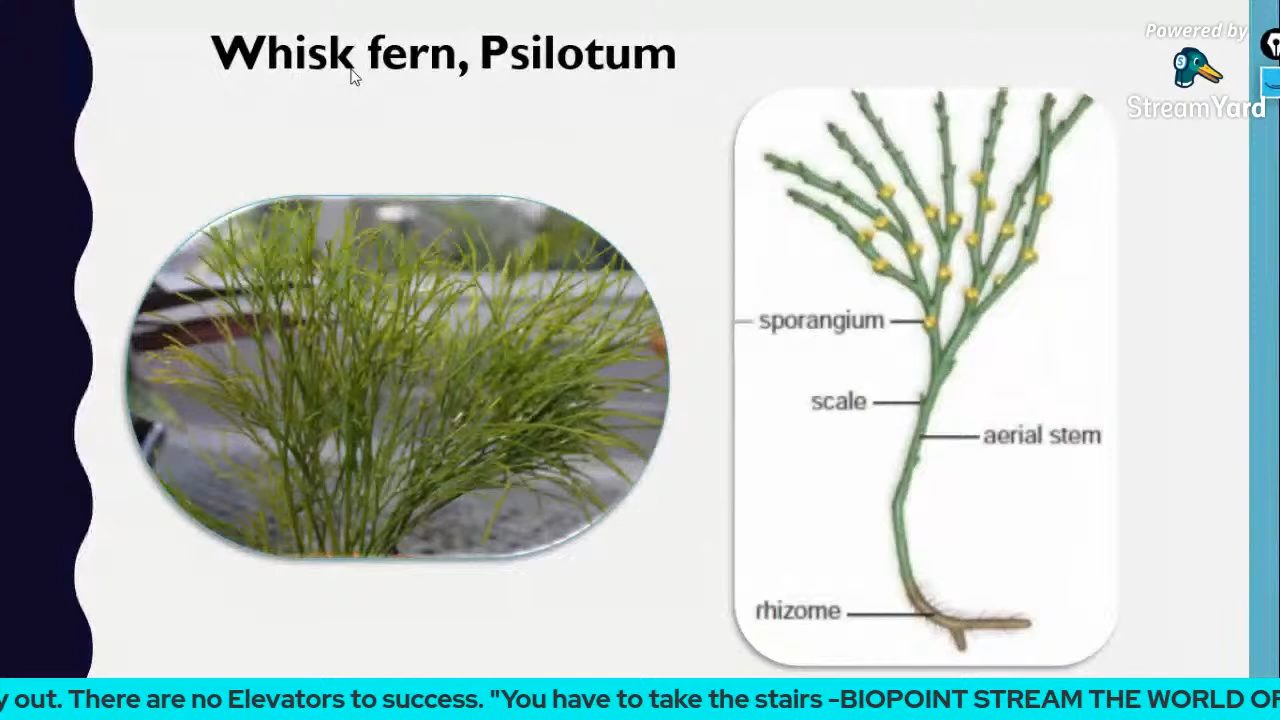 Whisk fern, Psilotum
Powered by
StreamYard
sporangium
scale
aerial stem
rhizome
y out. There are no Elevators to success. "You have to take the stairs -BIOPOINT STREAM THE WORLD OF